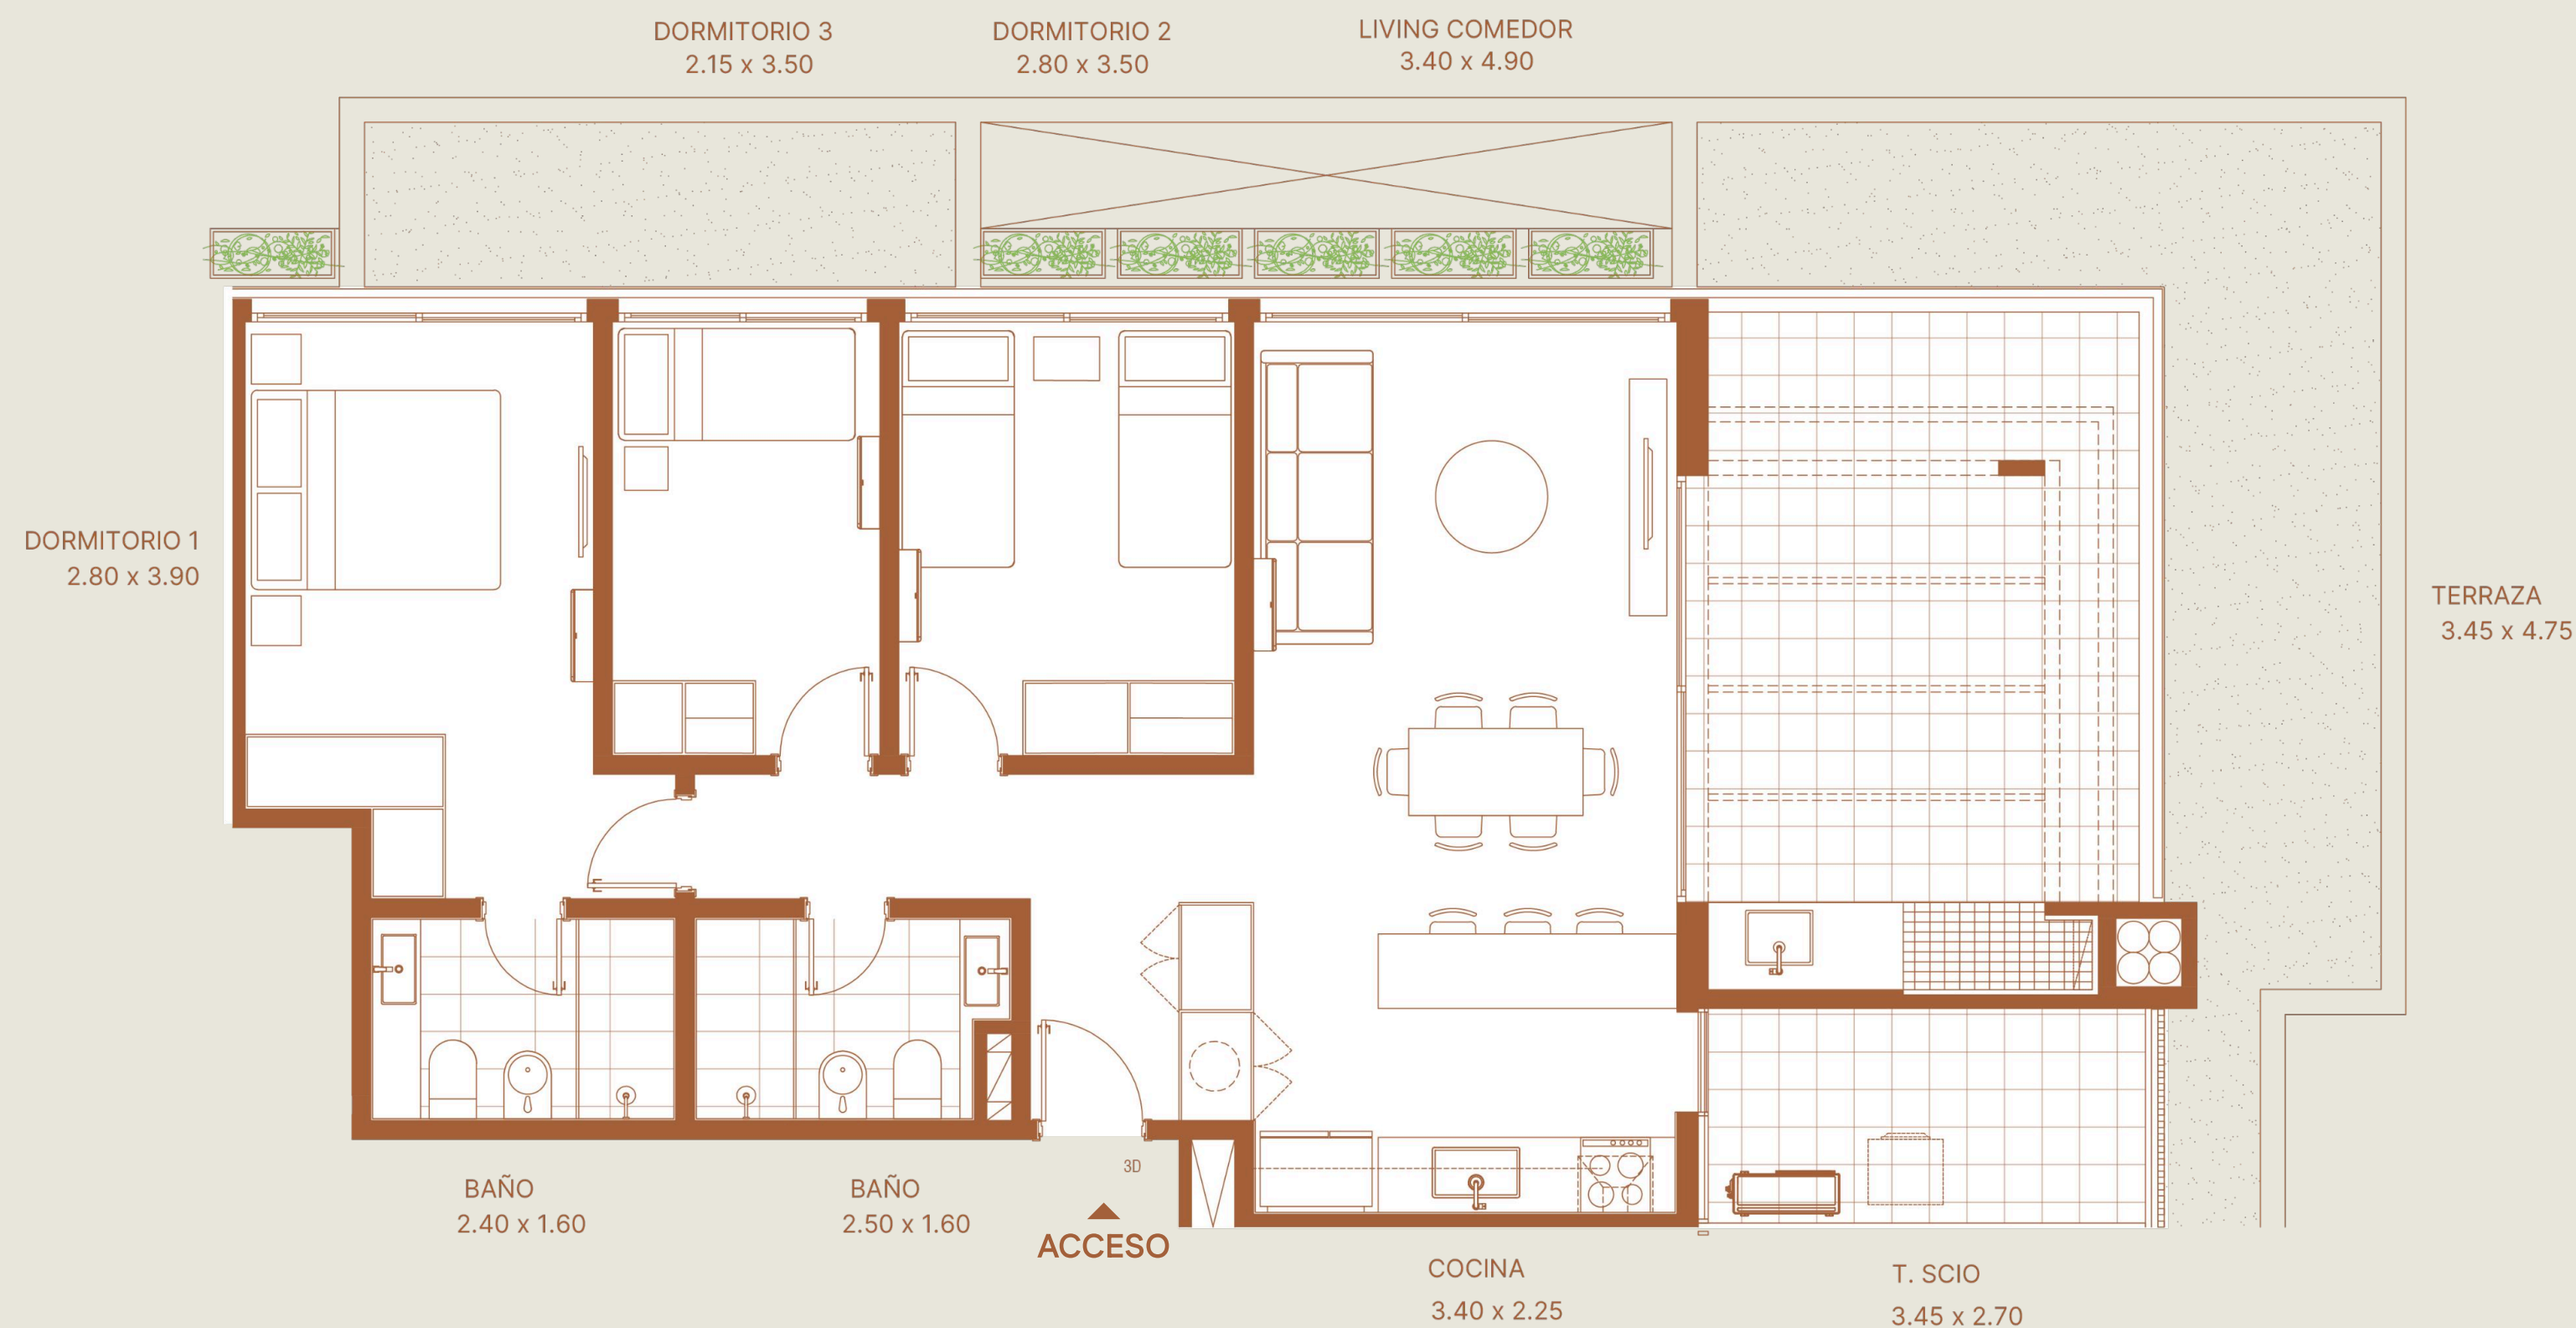 DORMITORIO 3
2.15 x 3.50
DORMITORIO 2
2.80 x 3.50
LIVING COMEDOR
3.40 x 4.90
DORMITORIO 1
2.80 x 3.90
TERRAZA
3.45 x 4.75
BAÑO
2.40 x 1.60
BAÑO
2.50 x 1.60
3D
ACCESO
COCINA
3.40 x 2.25
T. SCIO
3.45 x 2.70